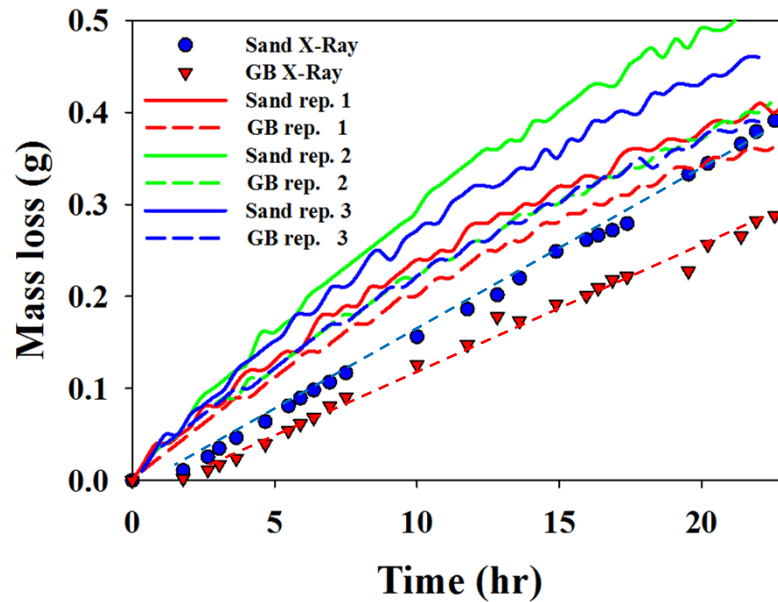 0.5
0.4
0.3
0.2
0.1
0.0
Mass loss (g)
Sand X-Ray
GB X-Ray
Sand rep. 1
GB rep. 1
Sand rep. 2
GB rep. 2
Sand rep. 3
GB rep. 3
0 5 10 15 20
Time (hr)